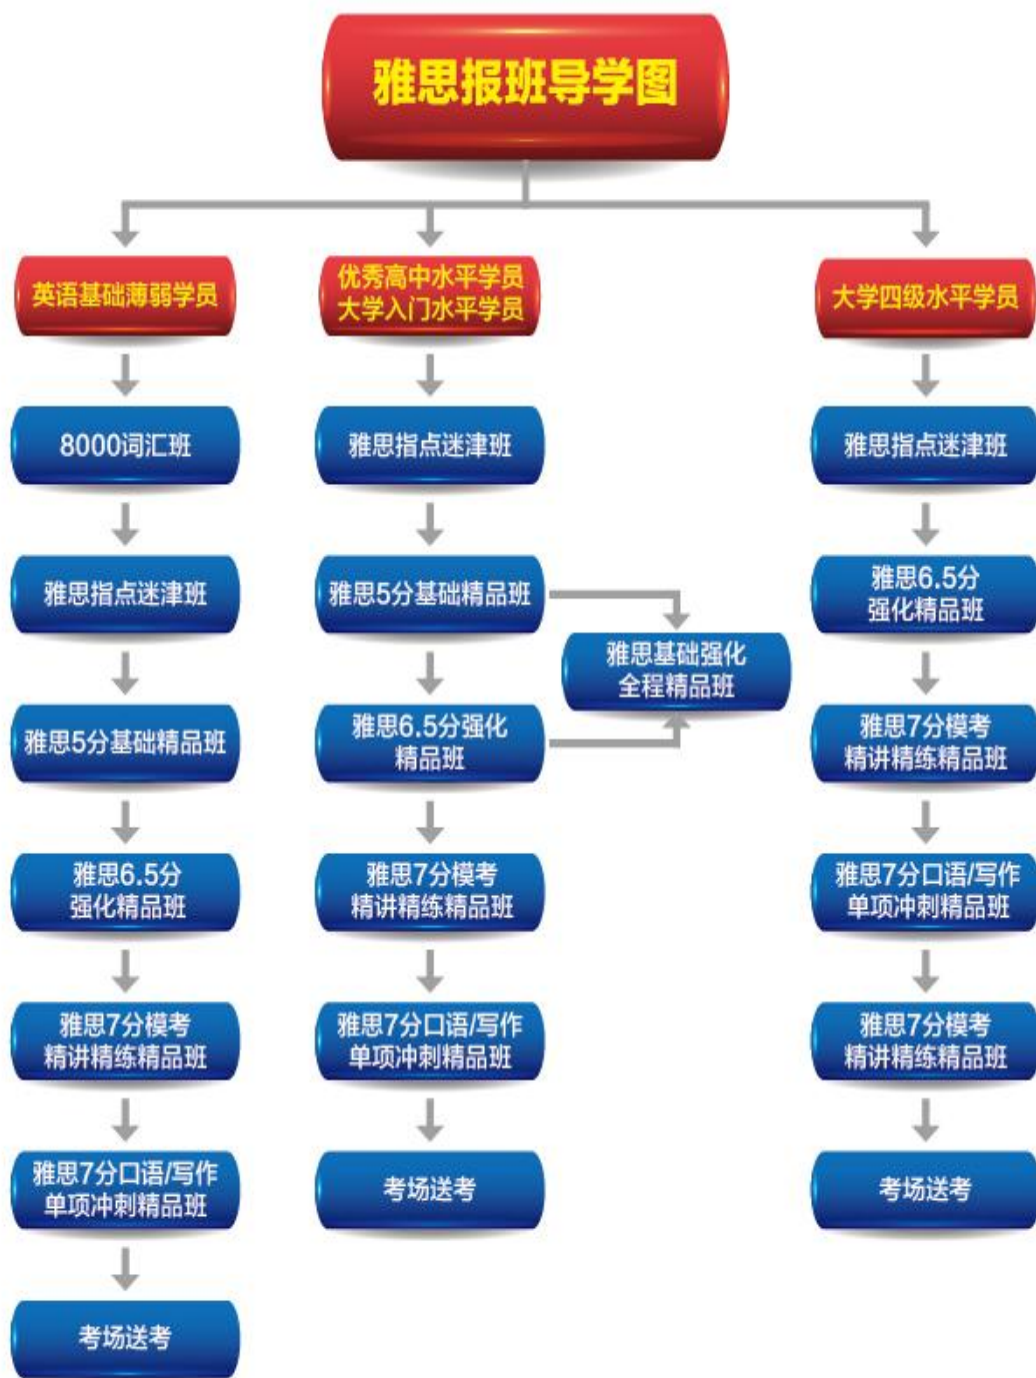 雅思报班导学图
英语基础薄弱学员
8000词汇班
雅思指点迷津班
雅思5分基础精品班
雅思6.5分
强化精品班
雅思7分模考
精讲精练精品班
雅思7分口语/写作
单项冲刺精品班
考场送考
优秀高中水平学员
大学入门水平学员
雅思指点迷津班
雅思5分基础精品班
雅思6.5分强化
精品班
雅思基础强化
全程精品班
雅思7分模考
精讲精练精品班
雅思7分口语/写作
单项冲刺精品班
考场送考
大学四级水平学员
雅思指点迷津班
雅思6.5分
强化精品班
雅思7分模考
精讲精练精品班
雅思7分口语/写作
单项冲刺精品班
雅思7分模考
精讲精练精品班
考场送考